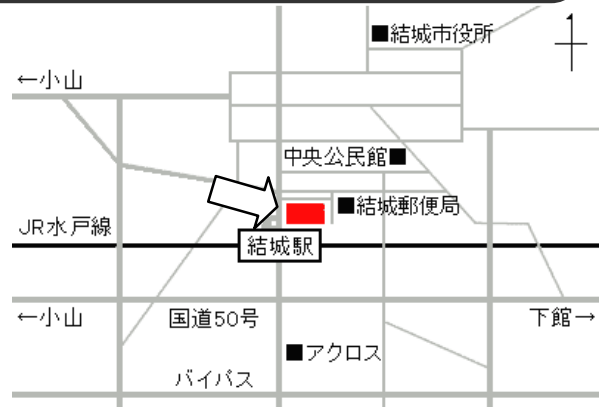 ■結城市役所
←小山
中央公民館■
■結城郵便局
JR水戸線
結城駅
←小山
国道50号
下館→
■アクロス
バイパス